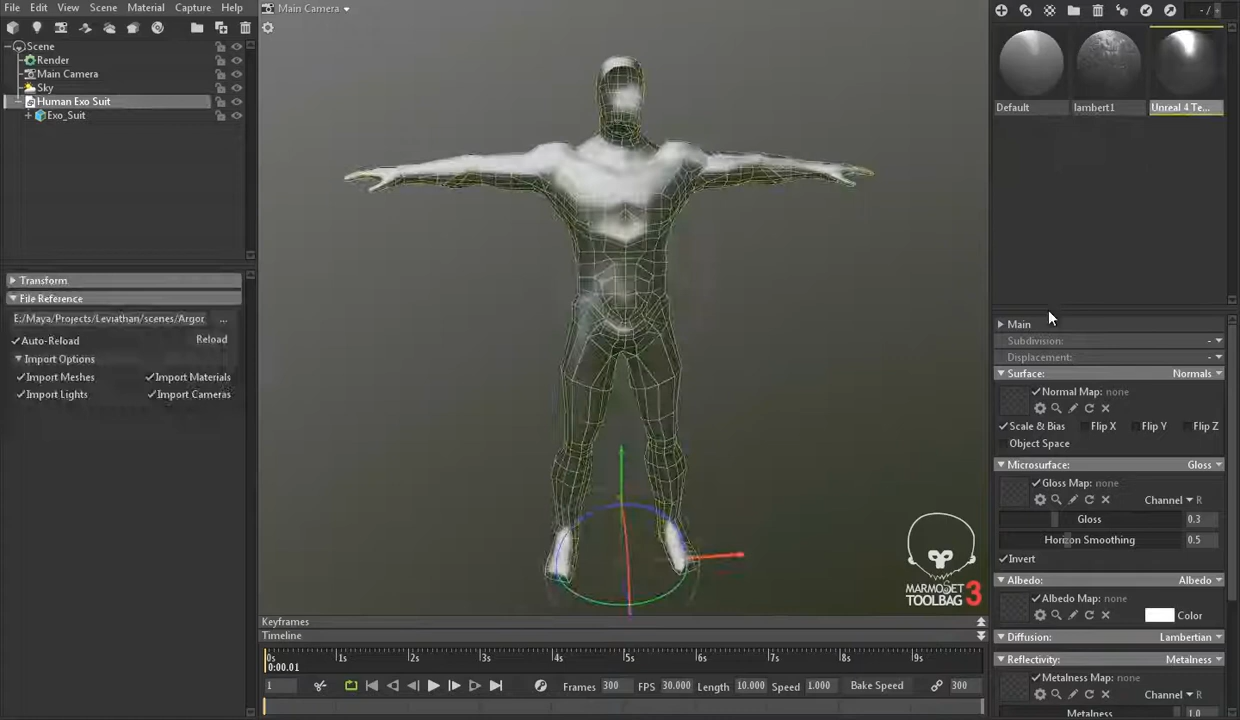 File Edit View Scene Material Capture Help
Main Camera
- /
Scene
Render
Main Camera
Sky
Human Exo Suit
Exo_Suit
Default
lambert1
Unreal 4 Te...
Transform
File Reference
E:/Maya/Projects/Leviathan/scenes/Argor
...
Auto-Reload
Reload
Import Options
Import Meshes
Import Materials
Import Lights
Import Cameras
Main
Subdivision: -
Displacement: -
Surface: Normals
Normal Map: none
Scale & Bias Flip X Flip Y Flip Z
Object Space
Microsurface: Gloss
Gloss Map: none
Channel R
Gloss 0.3
Horizon Smoothing 0.5
Invert
Albedo: Albedo
Albedo Map: none
Color
Diffusion: Lambertian
Reflectivity: Metalness
Metalness Map: none
Channel R
Metalness 1.0
MARMOSET
TOOLBAG 3
Keyframes
Timeline
0s 1s 2s 3s 4s 5s 6s 7s 8s 9s
0:00.01
1
Frames 300 FPS 30.000 Length 10.000 Speed 1.000 Bake Speed 300